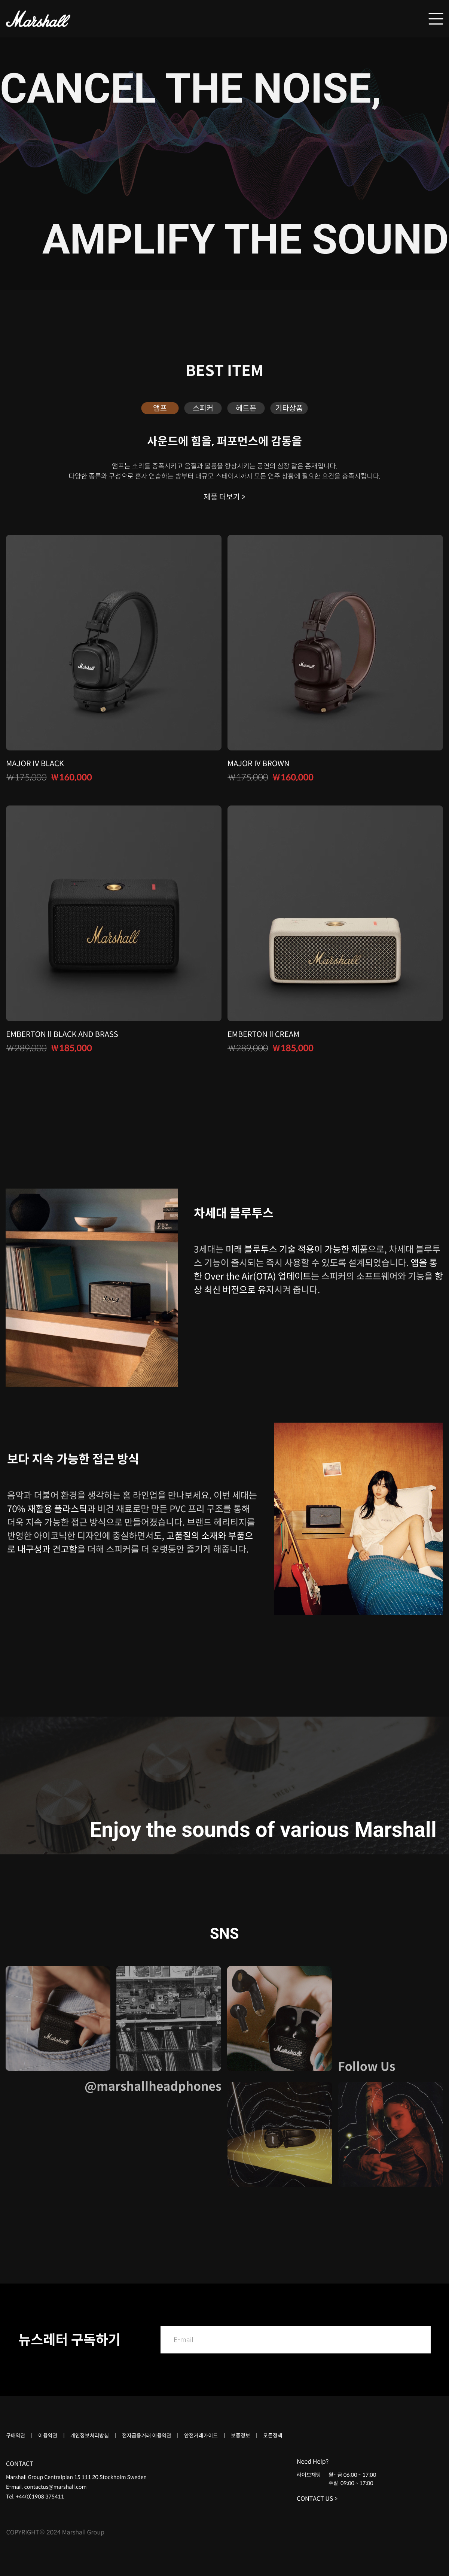 Marshall
CANCEL THE NOISE,
AMPLIFY THE SOUND
BEST ITEM
앰프 스피커 헤드폰 기타상품
사운드에 힘을, 퍼포먼스에 감동을
앰프는 소리를 증폭시키고 음질과 볼륨을 향상시키는 공연의 심장 같은 존재입니다.
다양한 종류와 구성으로 혼자 연습하는 방부터 대규모 스테이지까지 모든 연주 상황에 필요한 요건을 충족시킵니다.
제품 더보기 >
Marshall
Marshall
MAJOR IV BLACK
₩175,000 ₩160,000
MAJOR IV BROWN
₩175,000 ₩160,000
Marshall
Marshall
EMBERTON ll BLACK AND BRASS
₩289,000 ₩185,000
EMBERTON ll CREAM
₩289,000 ₩185,000
차세대 블루투스
3세대는 미래 블루투스 기술 적용이 가능한 제품으로, 차세대 블루투
스 기능이 출시되는 즉시 사용할 수 있도록 설계되었습니다. 앱을 통
한 Over the Air(OTA) 업데이트는 스피커의 소프트웨어와 기능을 항
상 최신 버전으로 유지시켜 줍니다.
보다 지속 가능한 접근 방식
음악과 더불어 환경을 생각하는 홈 라인업을 만나보세요. 이번 세대는
70% 재활용 플라스틱과 비건 재료로만 만든 PVC 프리 구조를 통해
더욱 지속 가능한 접근 방식으로 만들어졌습니다. 브랜드 헤리티지를
반영한 아이코닉한 디자인에 충실하면서도, 고품질의 소재와 부품으
로 내구성과 견고함을 더해 스피커를 더 오랫동안 즐기게 해줍니다.
Enjoy the sounds of various Marshall
SNS
Marshall
Marshall
Follow Us
@marshallheadphones
뉴스레터 구독하기
E-mail
구매약관 | 이용약관 | 개인정보처리방침 | 전자금융거래 이용약관 | 안전거래가이드 | 보증정보 | 모든정책
CONTACT
Marshall Group Centralplan 15 111 20 Stockholm Sweden
E-mail. contactus@marshall.com
Tel. +44(0)1908 375411
Need Help?
라이브채팅 월~ 금 06:00 ~ 17:00
주말 09:00 ~ 17:00
CONTACT US >
COPYRIGHT© 2024 Marshall Group